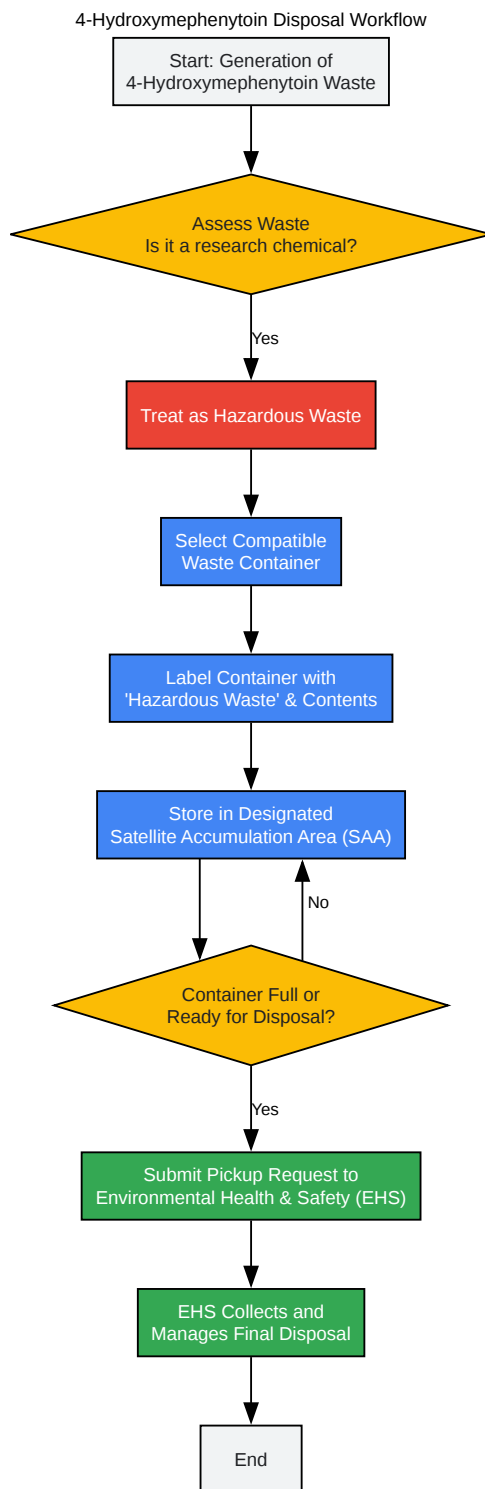 4-Hydroxymephenytoin Disposal Workflow
Start: Generation of
4-Hydroxymephenytoin Waste
Assess Waste
Is it a research chemical?
Yes
Treat as Hazardous Waste
Select Compatible
Waste Container
Label Container with
'Hazardous Waste' & Contents
Store in Designated
Satellite Accumulation Area (SAA)
No
Container Full or
Ready for Disposal?
Yes
Submit Pickup Request to
Environmental Health & Safety (EHS)
EHS Collects and
Manages Final Disposal
End